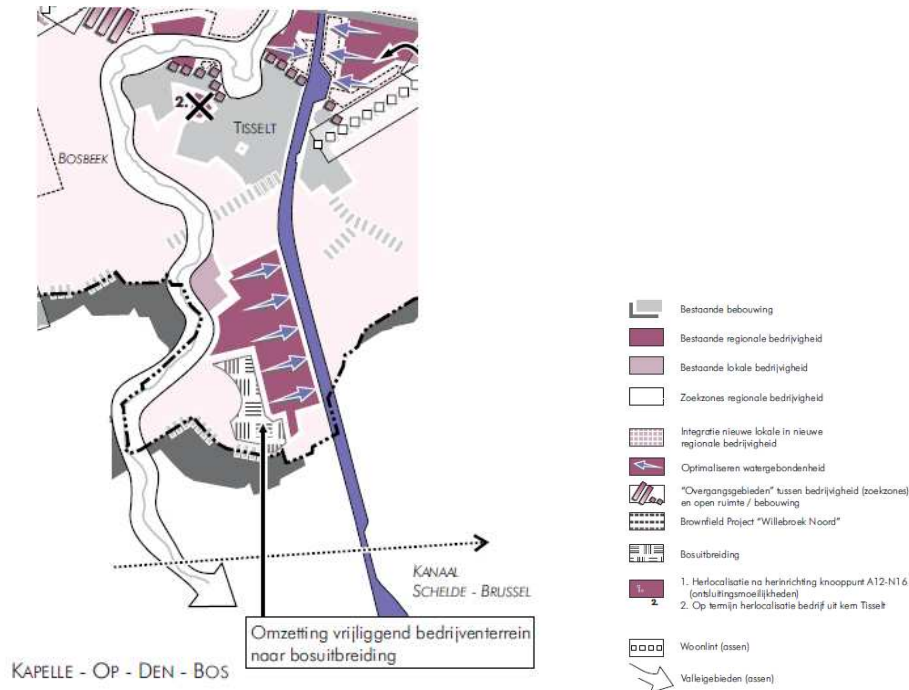 2.
TISSELT
BOSBEEK
KANAAL
SCHELDE - BRUSSEL
Omzetting vrijliggend bedrijventerrein
naar bosuitbreiding
KAPELLE - OP - DEN - BOS
Bestaande bebouwing
Bestaande regionale bedrijvigheid
Bestaande lokale bedrijvigheid
Zoekzones regionale bedrijvigheid
Integratie nieuwe lokale in nieuwe
regionale bedrijvigheid
Optimaliseren watergebondenheid
"Overgangsgebieden" tussen bedrijvigheid (zoekzones)
en open ruimte / bebouwing
Brownfield Project "Willebroek Noord"
Bosuitbreiding
1.
2
1. Herlocalisatie na herinrichting knooppunt A12-N16
(ontsluitingsmoeilijkheden)
2. Op termijn herlocalisatie bedrijf uit kern Tisselt
Woonlint (assen)
Valleigebieden (assen)